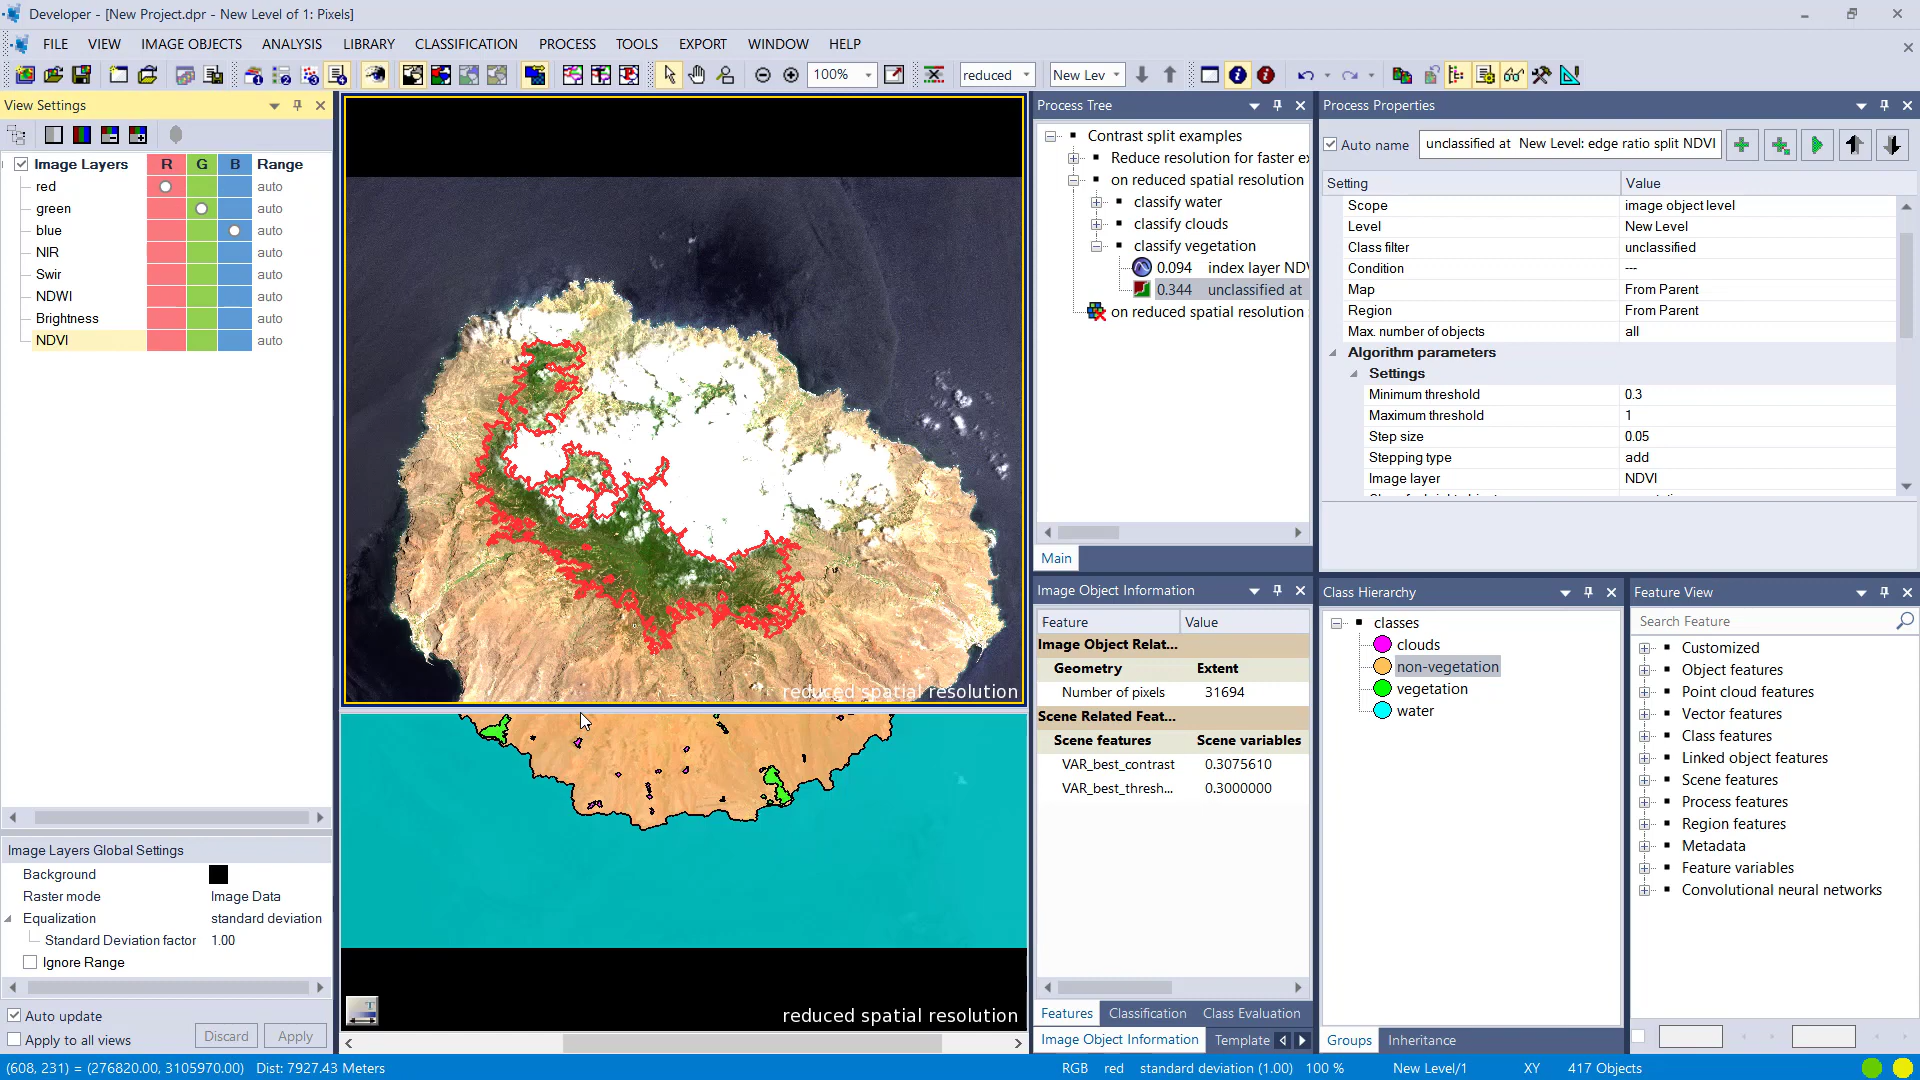 Developer - [New Project.dpr - New Level of 1: Pixels]
FILE VIEW IMAGE OBJECTS ANALYSIS LIBRARY CLASSIFICATION PROCESS TOOLS EXPORT WINDOW HELP
100% reduced New Lev
View Settings
Image Layers R G B Range
red auto
green auto
blue auto
NIR auto
Swir auto
NDWI auto
Brightness auto
NDVI auto
Image Layers Global Settings
Background
Raster mode Image Data
Equalization standard deviation
Standard Deviation factor 1.00
Ignore Range
Auto update
Apply to all views
Discard Apply
reduced spatial resolution
reduced spatial resolution
Process Tree
Contrast split examples
Reduce resolution for faster ex
on reduced spatial resolution
classify water
classify clouds
classify vegetation
0.094 index layer NDV
0.344 unclassified at
on reduced spatial resolution
Main
Process Properties
Auto name unclassified at New Level: edge ratio split NDVI
Setting Value
Scope image object level
Level New Level
Class filter unclassified
Condition ---
Map From Parent
Region From Parent
Max. number of objects all
Algorithm parameters
Settings
Minimum threshold 0.3
Maximum threshold 1
Step size 0.05
Stepping type add
Image layer NDVI
Image Object Information
Feature Value
Image Object Relat...
Geometry Extent
Number of pixels 31694
Scene Related Feat...
Scene features Scene variables
VAR_best_contrast 0.3075610
VAR_best_thresh... 0.3000000
Features Classification Class Evaluation
Image Object Information Template
Class Hierarchy
classes
clouds
non-vegetation
vegetation
water
Groups Inheritance
Feature View
Search Feature
Customized
Object features
Point cloud features
Vector features
Class features
Linked object features
Scene features
Process features
Region features
Metadata
Feature variables
Convolutional neural networks
(608, 231) = (276820.00, 3105970.00) Dist: 7927.43 Meters RGB red standard deviation (1.00) 100 % New Level/1 XY 417 Objects